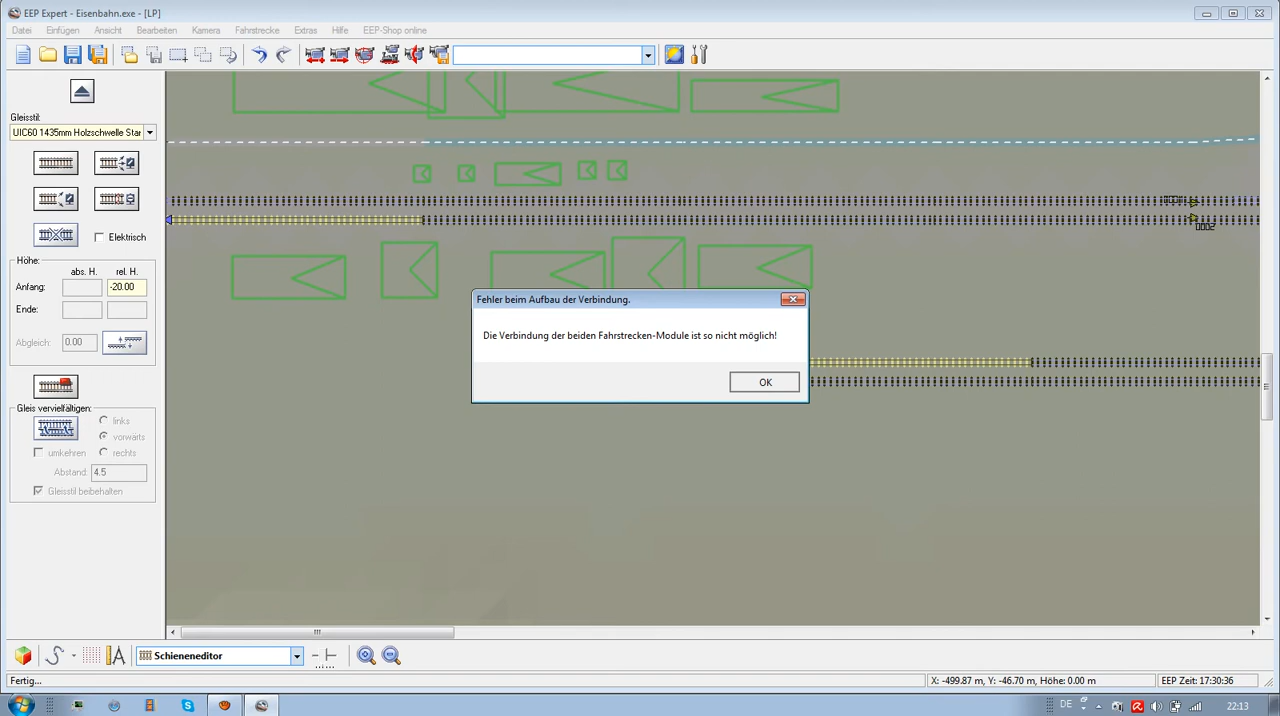 EEP Expert - Eisenbahn.exe - [LP]
Datei Einfügen Ansicht Bearbeiten Kamera Fahrstrecke Extras Hilfe EEP-Shop online
Gleisstil:
UIC60 1435mm Holzschwelle Star
Elektrisch
Höhe:
abs. H. rel. H.
Anfang: -20.00
Ende:
Abgleich: 0.00
Gleis vervielfältigen:
links
vorwärts
umkehren rechts
Abstand: 4.5
Gleisstil beibehalten
0002
Fehler beim Aufbau der Verbindung.
Die Verbindung der beiden Fahrstrecken-Module ist so nicht möglich!
OK
Schieneneditor
Fertig... X: -499.87 m, Y: -46.70 m, Höhe: 0.00 m EEP Zeit: 17:30:36
DE 22:13